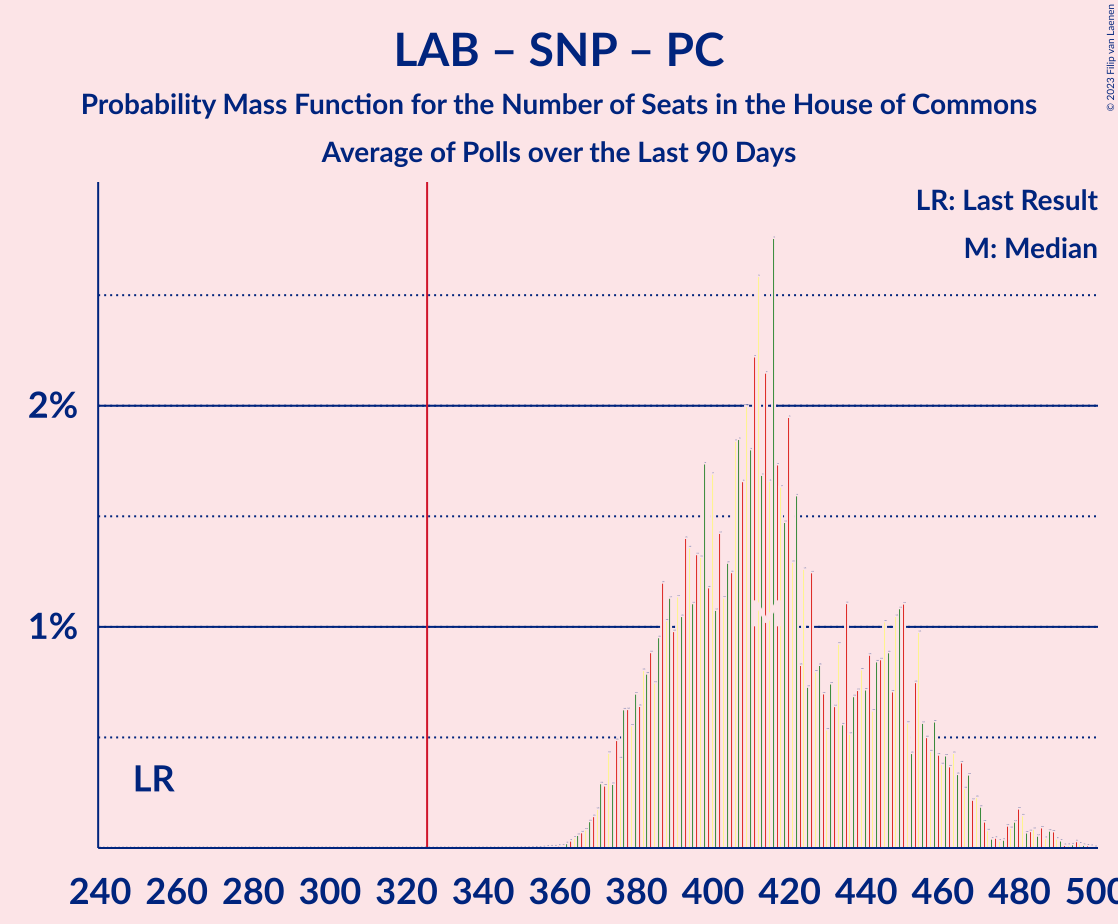 LAB – SNP – PC
Probability Mass Function for the Number of Seats in the House of Commons
Average of Polls over the Last 90 Days
© 2023 Filip van Laenen
LR: Last Result
M: Median
2%
1%
LR
M
240 260 280 300 320 340 360 380 400 420 440 460 480 500